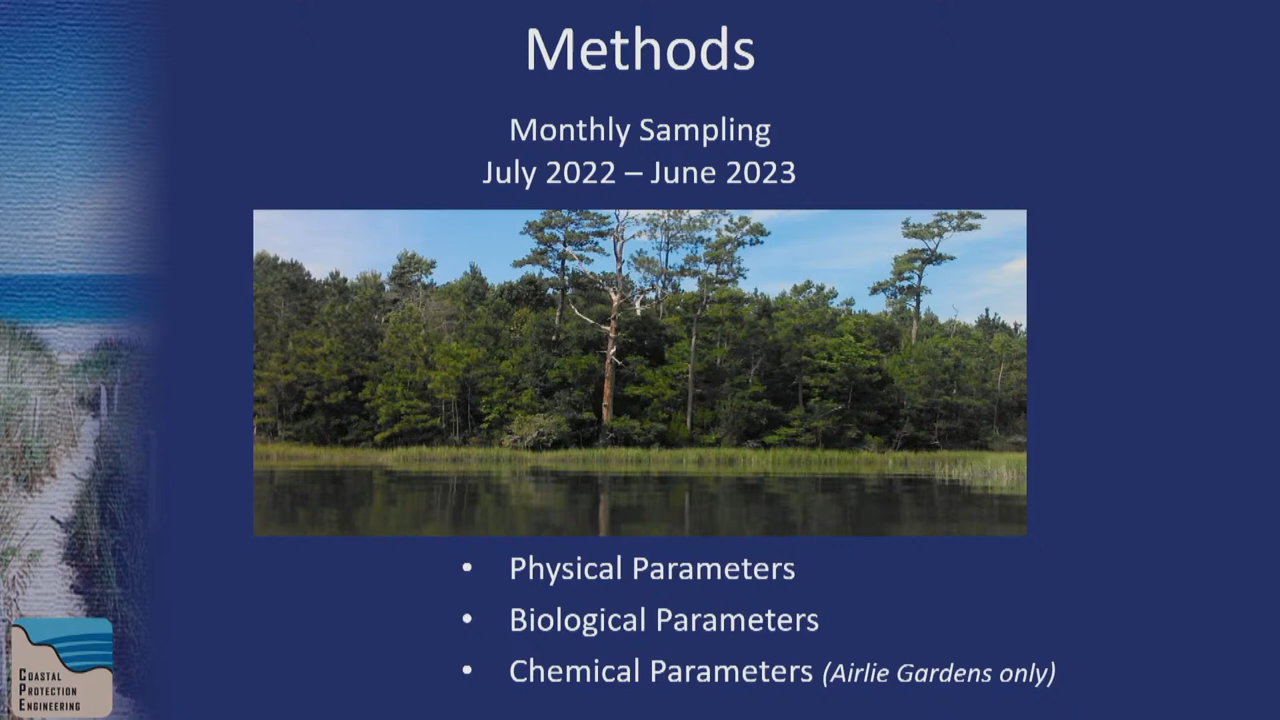 Methods
Monthly Sampling
July 2022 – June 2023
• Physical Parameters
• Biological Parameters
• Chemical Parameters (Airlie Gardens only)
COASTAL
PROTECTION
ENGINEERING